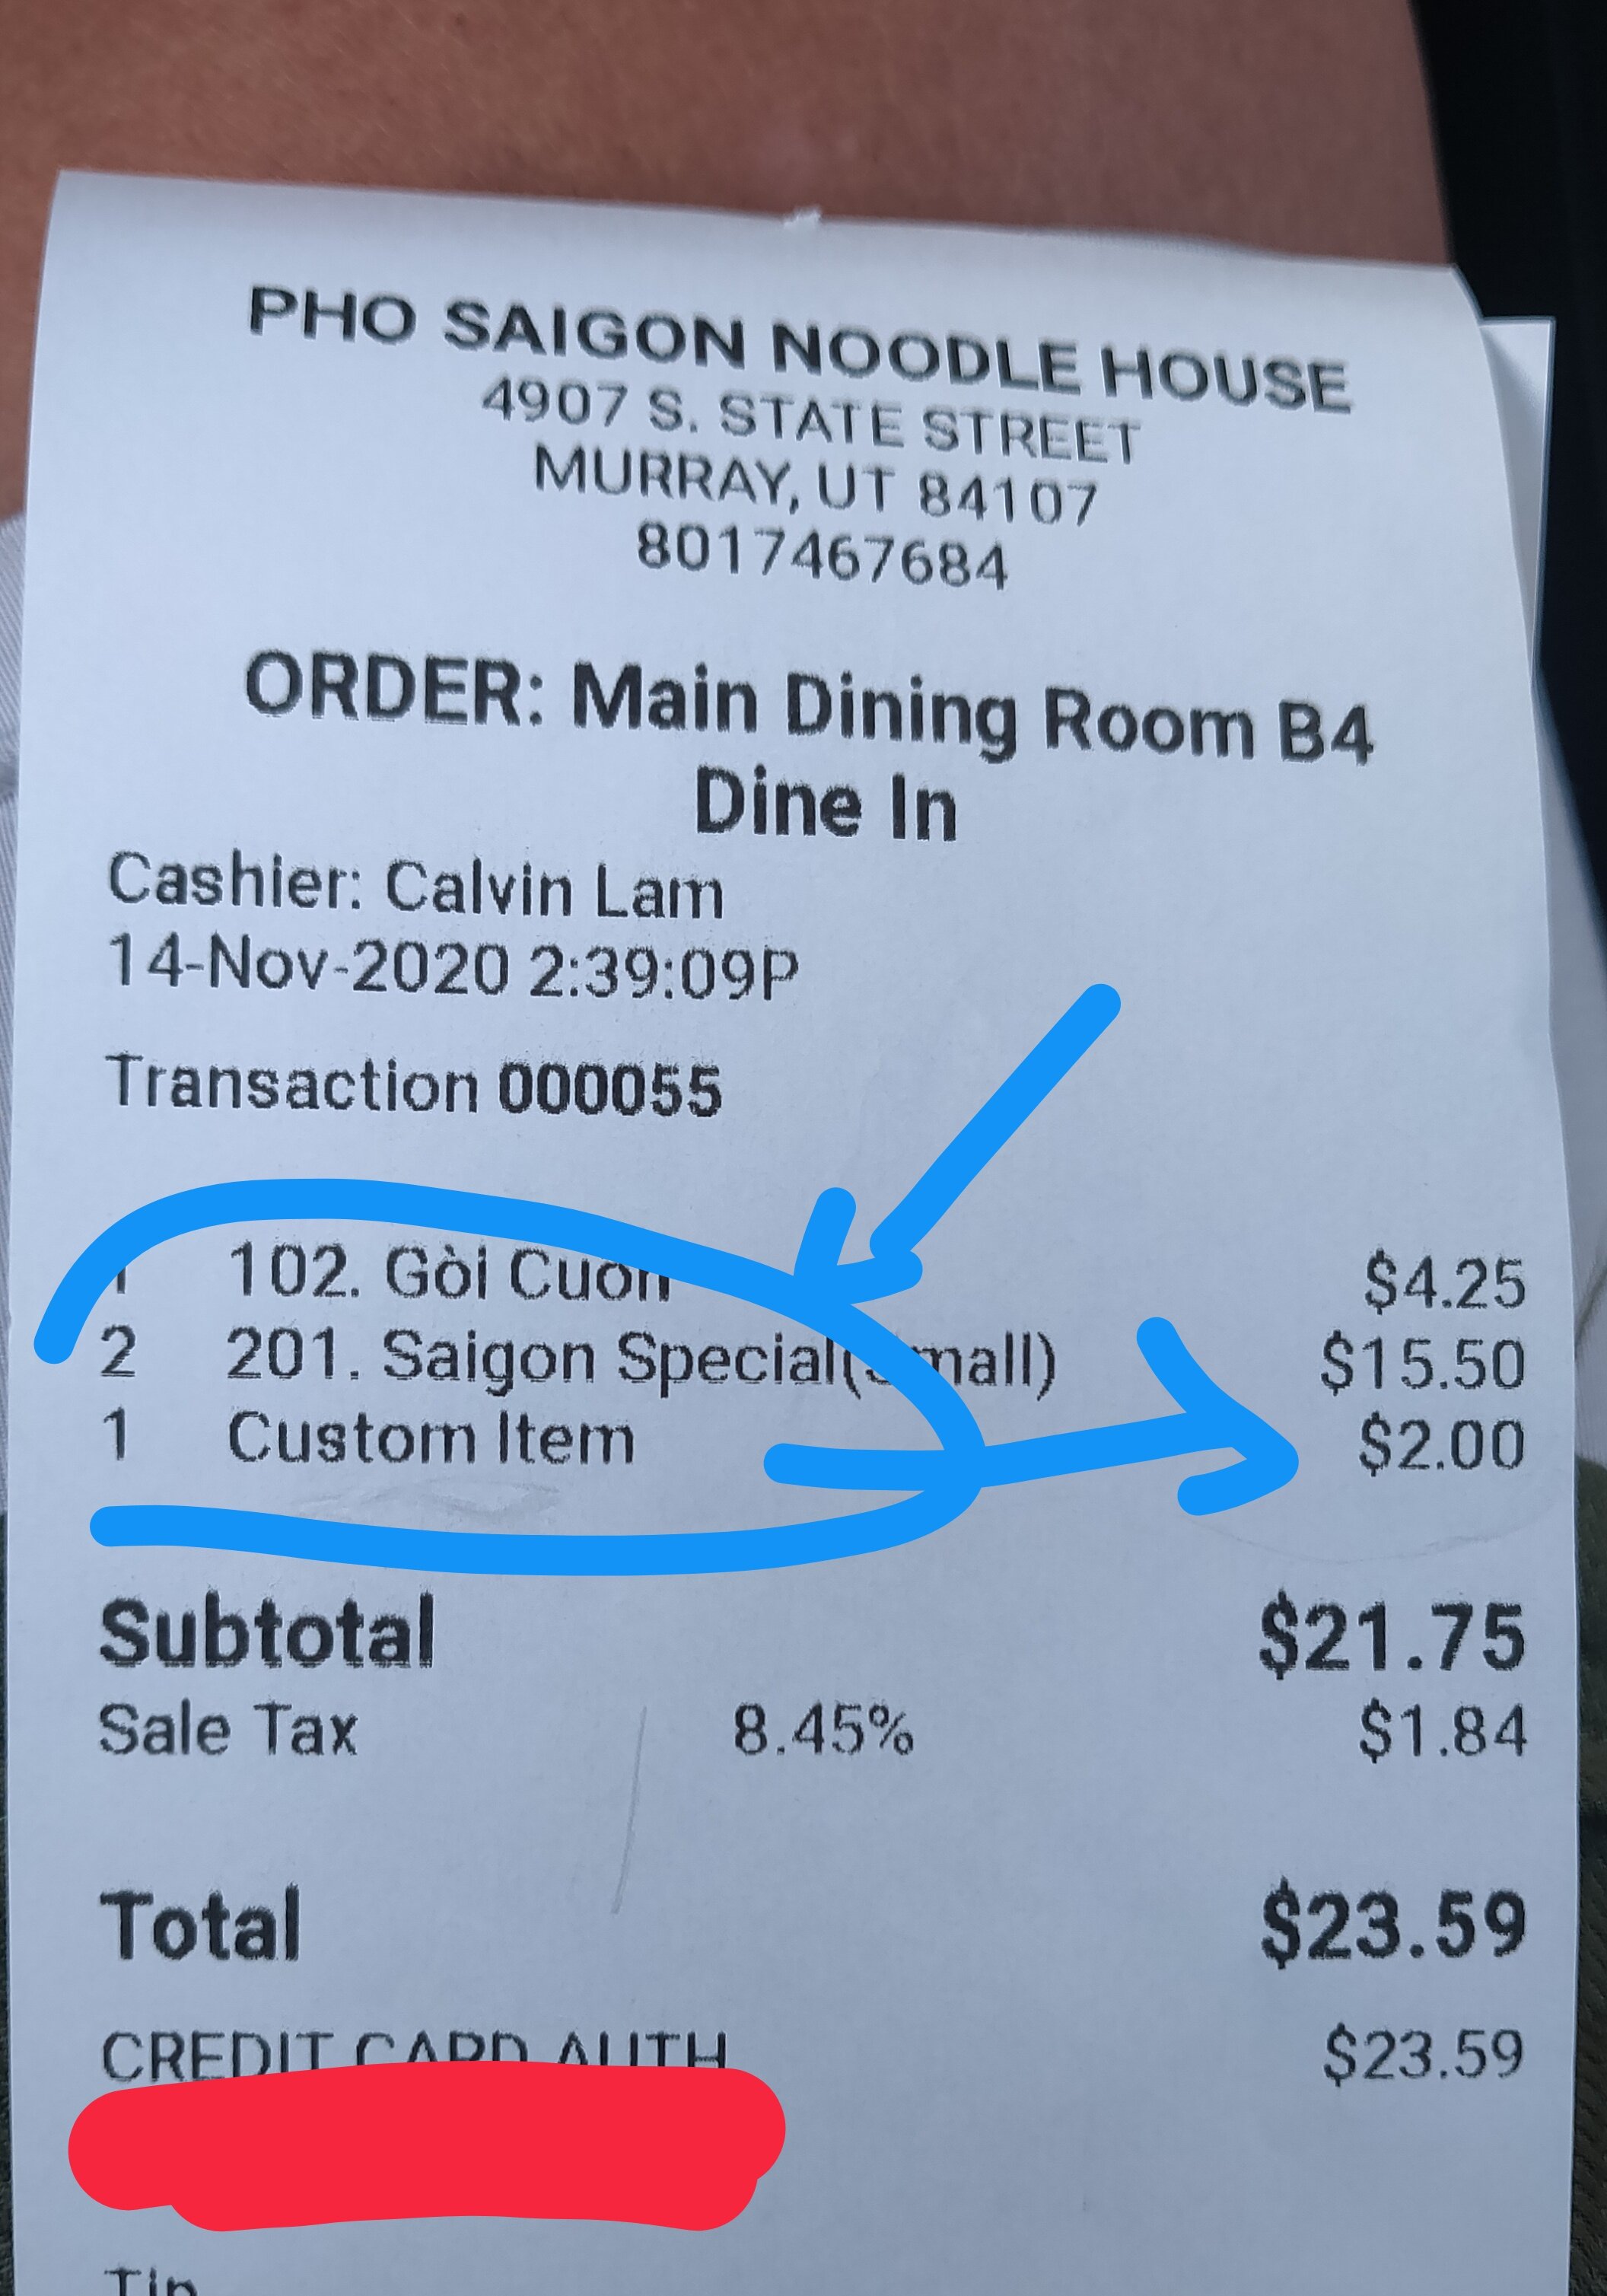 PHO SAIGON NOODLE HOUSE
4907 S. STATE STREET
MURRAY, UT 84107
8017467684
ORDER: Main Dining Room B4
Dine In
Cashier: Calvin Lam
14-Nov-2020 2:39:09P
Transaction 000055
1 102. Gòi Cuon $4.25
2 201. Saigon Special(Small) $15.50
1 Custom Item $2.00
Subtotal $21.75
Sale Tax 8.45% $1.84
Total $23.59
CREDIT CARD AUTH $23.59
Tip